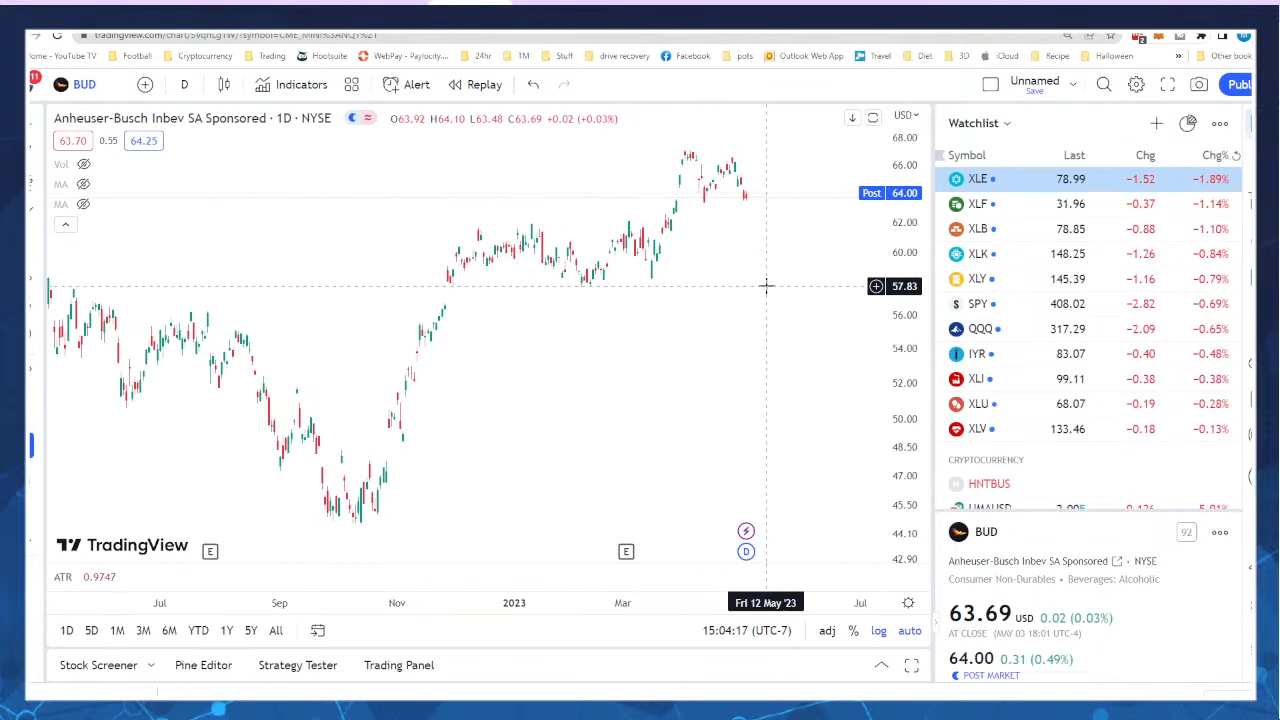 tradingview.com/chart/
Home - YouTube TV Football Cryptocurrency Trading Hootsuite WebPay - Paylocity... 24hr TM Stuff drive recovery Facebook pots Outlook Web App Travel Diet 3D iCloud Recipe Halloween » Other book
11 BUD D Indicators Alert Replay Unnamed Save Publ
Anheuser-Busch Inbev SA Sponsored · 1D · NYSE O63.92 H64.10 L63.48 C63.69 +0.02 (+0.03%)
63.70 0.55 64.25
Vol
MA
MA
USD
68.00
66.00
Post 64.00
62.00
60.00
57.83
56.00
54.00
52.00
50.00
48.50
47.00
45.50
44.10
42.90
TradingView
E E D
ATR 0.9747
Jul Sep Nov 2023 Mar Fri 12 May '23 Jul
1D 5D 1M 3M 6M YTD 1Y 5Y All 15:04:17 (UTC-7) adj % log auto
Stock Screener Pine Editor Strategy Tester Trading Panel
Watchlist
Symbol Last Chg Chg%
XLE 78.99 −1.52 −1.89%
XLF 31.96 −0.37 −1.14%
XLB 78.85 −0.88 −1.10%
XLK 148.25 −1.26 −0.84%
XLY 145.39 −1.16 −0.79%
S SPY 408.02 −2.82 −0.69%
QQQ 317.29 −2.09 −0.65%
IYR 83.07 −0.40 −0.48%
XLI 99.11 −0.38 −0.38%
XLU 68.07 −0.19 −0.28%
XLV 133.46 −0.18 −0.13%
CRYPTOCURRENCY
H HNTBUS
UMAUSD
BUD 92
Anheuser-Busch Inbev SA Sponsored · NYSE
Consumer Non-Durables · Beverages: Alcoholic
63.69 USD 0.02 (0.03%)
AT CLOSE (MAY 03 18:01 UTC-4)
64.00 0.31 (0.49%)
POST MARKET